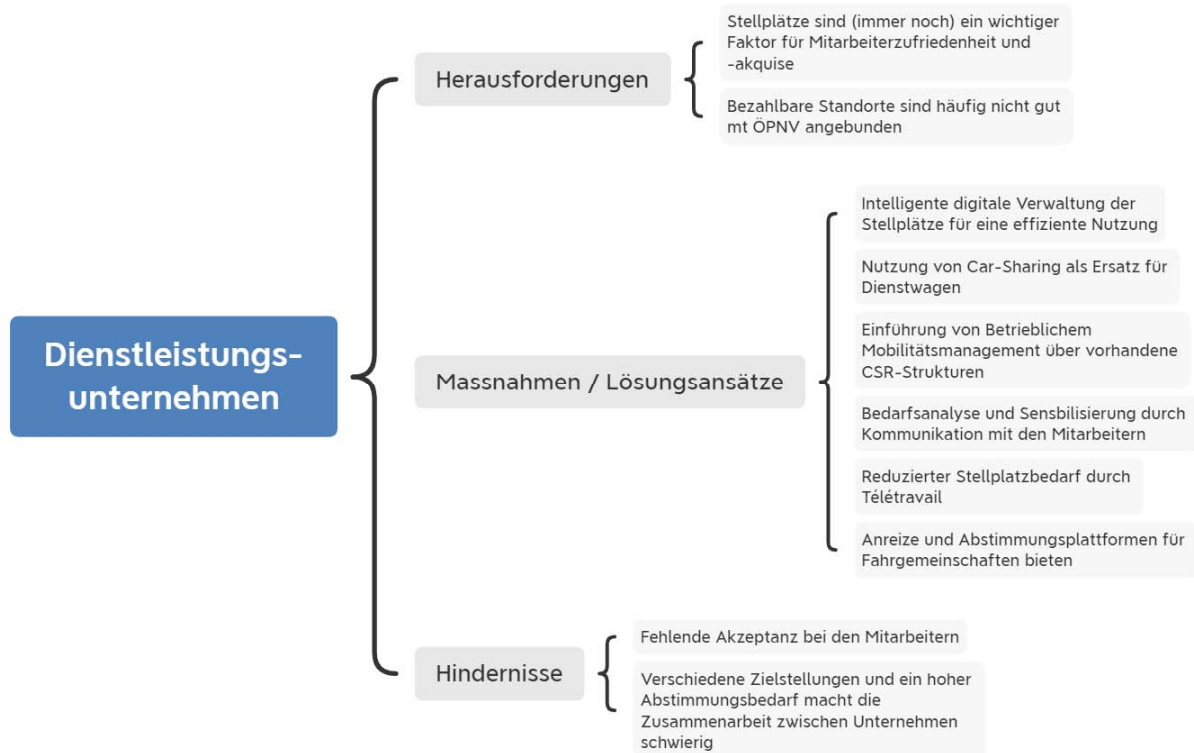 Dienstleistungs-
unternehmen
Herausforderungen
Stellplätze sind (immer noch) ein wichtiger
Faktor für Mitarbeiterzufriedenheit und
-akquise
Bezahlbare Standorte sind häufig nicht gut
mt ÖPNV angebunden
Massnahmen / Lösungsansätze
Intelligente digitale Verwaltung der
Stellplätze für eine effiziente Nutzung
Nutzung von Car-Sharing als Ersatz für
Dienstwagen
Einführung von Betrieblichem
Mobilitätsmanagement über vorhandene
CSR-Strukturen
Bedarfsanalyse und Sensbilisierung durch
Kommunikation mit den Mitarbeitern
Reduzierter Stellplatzbedarf durch
Télétravail
Anreize und Abstimmungsplattformen für
Fahrgemeinschaften bieten
Hindernisse
Fehlende Akzeptanz bei den Mitarbeitern
Verschiedene Zielstellungen und ein hoher
Abstimmungsbedarf macht die
Zusammenarbeit zwischen Unternehmen
schwierig